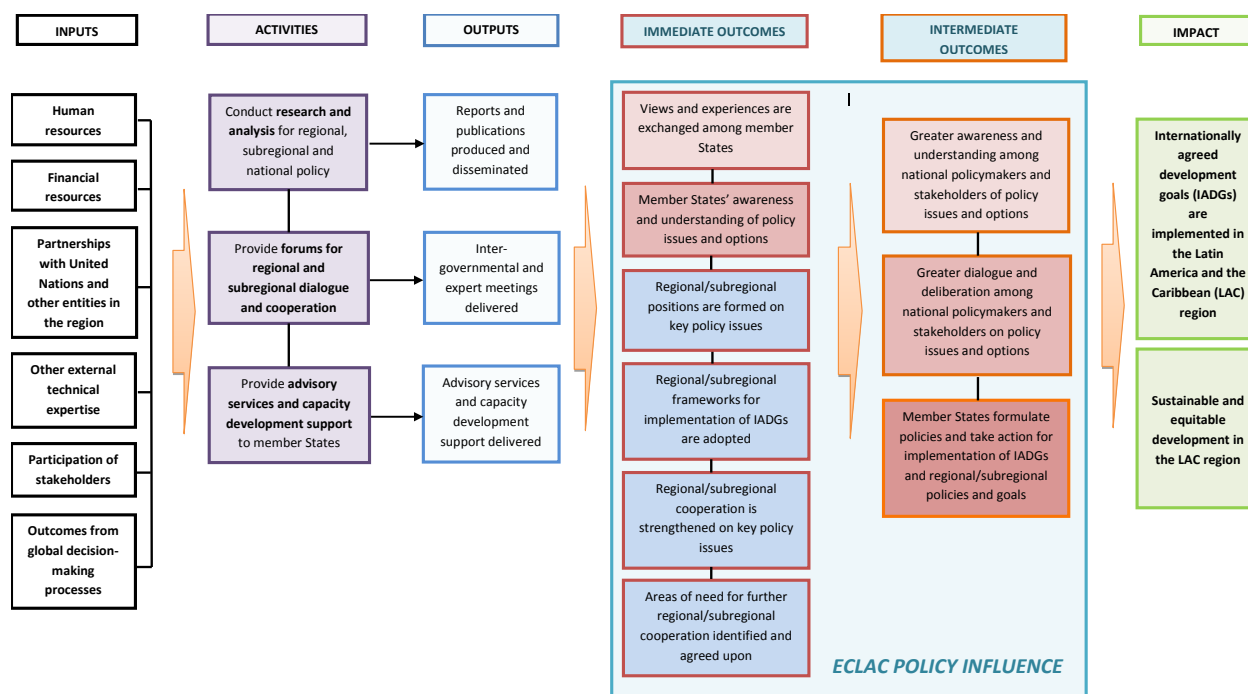 INPUTS
ACTIVITIES
OUTPUTS
IMMEDIATE OUTCOMES
INTERMEDIATE
OUTCOMES
IMPACT
Human
resources
Financial
resources
Partnerships
with United
Nations and
other entities in
the region
Other external
technical
expertise
Participation of
stakeholders
Outcomes from
global decision-
making
processes
Conduct research and
analysis for regional,
subregional and
national policy
Provide forums for
regional and
subregional dialogue
and cooperation
Provide advisory
services and capacity
development support
to member States
Reports and
publications
produced and
disseminated
Inter-
governmental and
expert meetings
delivered
Advisory services
and capacity
development
support delivered
Views and experiences are
exchanged among member
States
Member States' awareness
and understanding of policy
issues and options
Regional/subregional
positions are formed on
key policy issues
Regional/subregional
frameworks for
implementation of IADGs
are adopted
Regional/subregional
cooperation is
strengthened on key policy
issues
Areas of need for further
regional/subregional
cooperation identified and
agreed upon
Greater awareness and
understanding among
national policymakers and
stakeholders of policy
issues and options
Greater dialogue and
deliberation among
national policymakers and
stakeholders on policy
issues and options
Member States formulate
policies and take action for
implementation of IADGs
and regional/subregional
policies and goals
ECLAC POLICY INFLUENCE
Internationally
agreed
development
goals (IADGs)
are
implemented in
the Latin
America and the
Caribbean (LAC)
region
Sustainable and
equitable
development in
the LAC region